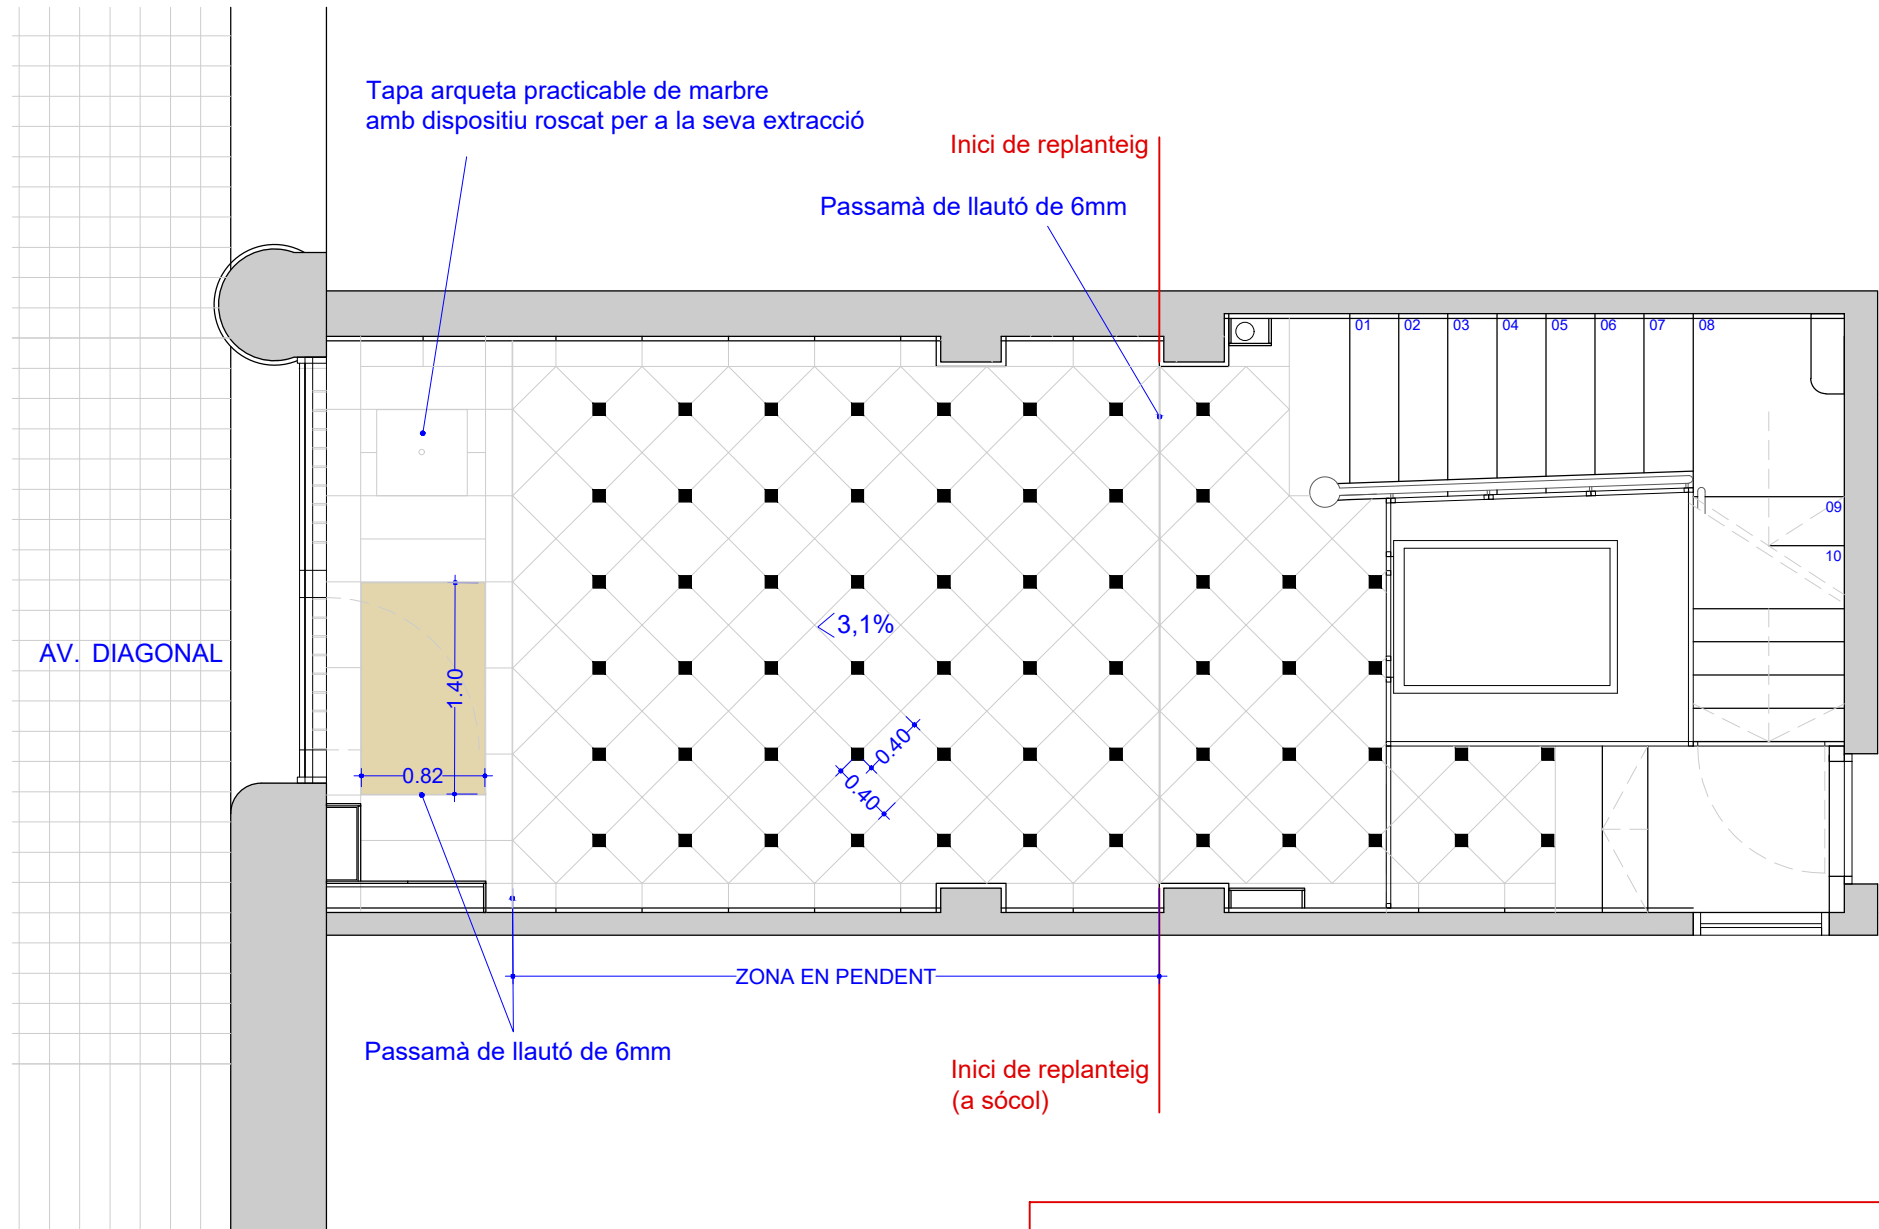 Tapa arqueta practicable de marbre
amb dispositiu roscat per a la seva extracció
Inici de replanteig
Passamà de llautó de 6mm
01 02 03 04 05 06 07 08
09
10
3,1%
AV. DIAGONAL
1.40
0.40
0.82
0.40
ZONA EN PENDENT
Passamà de llautó de 6mm
Inici de replanteig
(a sócol)